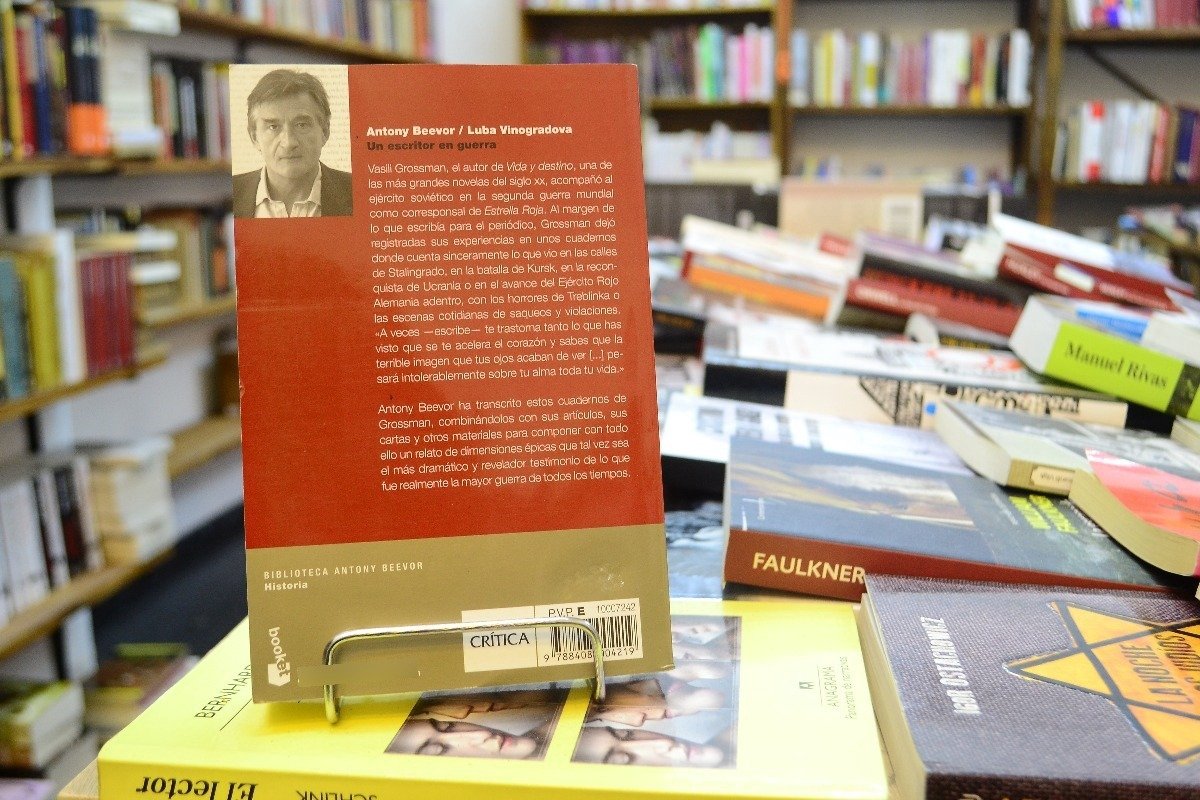 Antony Beevor / Luba Vinogradova
Un escritor en guerra
Vasili Grossman, el autor de Vida y destino, una de
las más grandes novelas del siglo XX, acompañó al
ejército soviético en la segunda guerra mundial
como corresponsal de Estrella Roja. Al margen de
lo que escribía para el periódico, Grossman dejó
registradas sus experiencias en unos cuadernos
donde cuenta sinceramente lo que vio en las calles
de Stalingrado, en la batalla de Kursk, en la recon-
quista de Ucrania o en el avance del Ejército Rojo
Alemania adentro, con los horrores de Treblinka o
las escenas cotidianas de saqueos y violaciones.
«A veces —escribe— te trastorna tanto lo que has
visto que se te acelera el corazón y sabes que la
terrible imagen que tus ojos acaban de ver [...] pe-
sará intolerablemente sobre tu alma toda tu vida.»
Antony Beevor ha transcrito estos cuadernos de
Grossman, combinándolos con sus artículos, sus
cartas y otros materiales para componer con todo
ello un relato de dimensiones épicas que tal vez sea
el más dramático y revelador testimonio de lo que
fue realmente la mayor guerra de todos los tiempos.
BIBLIOTECA ANTONY BEEVOR
Historia
booket
CRÍTICA
P.V.P. E 10007242
Manuel Rivas
FAULKNER
LA NOCHE
ANAGRAMA
Panorama de narrativas
El lector
SCHLINK